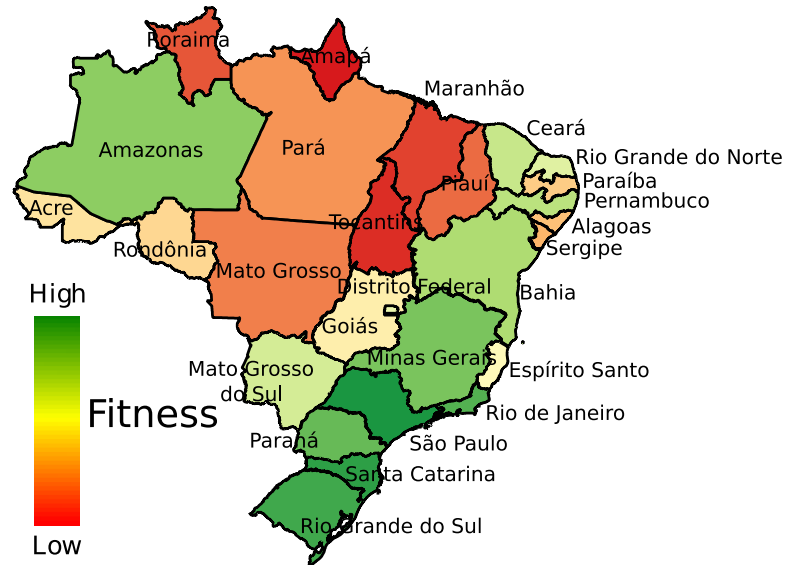 Roraima
Amapá
Maranhão
Ceará
Amazonas
Pará
Rio Grande do Norte
Piauí
Paraíba
Pernambuco
Acre
Tocantins
Alagoas
Rondônia
Sergipe
Mato Grosso
Distrito Federal
High
Bahia
Goiás
Minas Gerais
Mato Grosso
do Sul
Espírito Santo
Fitness
Rio de Janeiro
Paraná
São Paulo
Santa Catarina
Rio Grande do Sul
Low